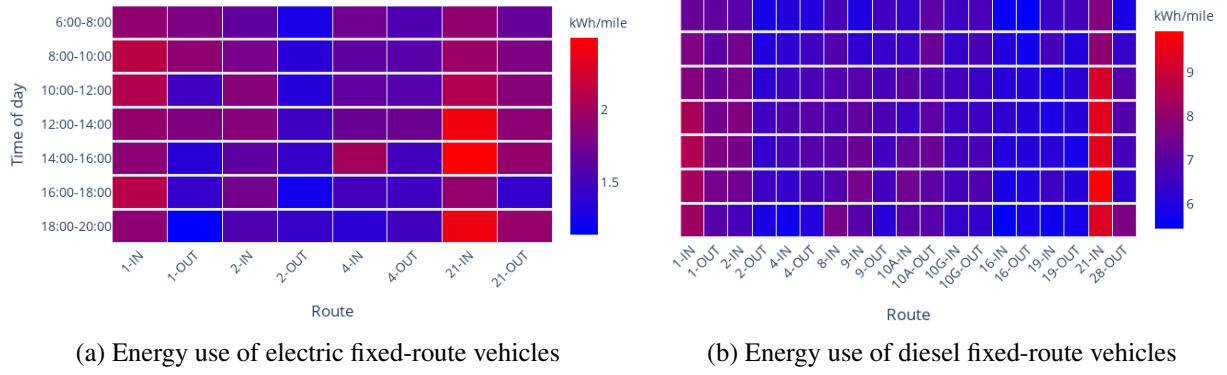 kWh/mile
6:00-8:00
8:00-10:00
10:00-12:00
12:00-14:00
14:00-16:00
16:00-18:00
18:00-20:00
Time of day
2
1.5
1-IN
1-OUT
2-IN
2-OUT
4-IN
4-OUT
21-IN
21-OUT
Route
(a) Energy use of electric fixed-route vehicles
kWh/mile
9
8
7
6
1-IN
1-OUT
2-IN
2-OUT
4-IN
4-OUT
8-IN
9-IN
9-OUT
10A-IN
10A-OUT
10G-IN
10G-OUT
16-IN
16-OUT
19-IN
19-OUT
21-IN
28-OUT
Route
(b) Energy use of diesel fixed-route vehicles